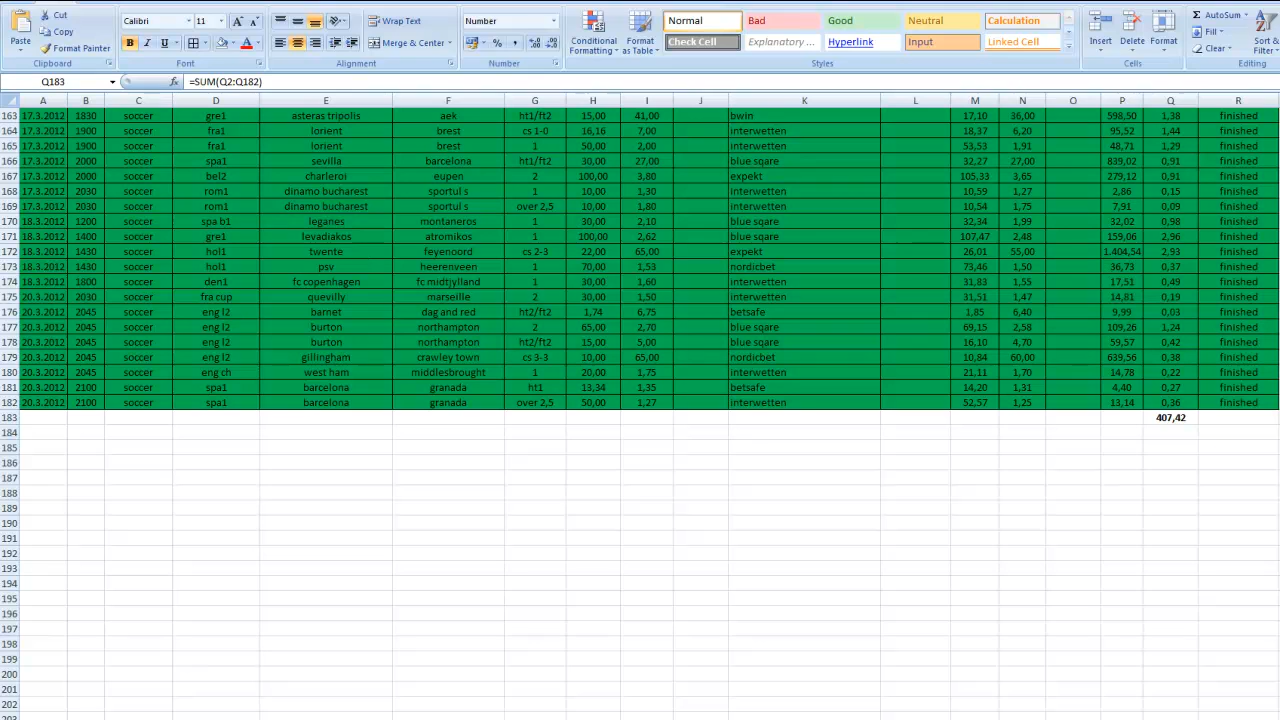 Cut
Copy
Format Painter
Paste
Clipboard
Calibri 11
B I U
Font
Wrap Text
Merge & Center
Alignment
Number
Number
Conditional Formatting
Format as Table
Normal Bad Good Neutral Calculation
Check Cell Explanatory ... Hyperlink Input Linked Cell
Styles
Insert Delete Format
Cells
Σ AutoSum
Fill
Clear
Sort &
Editing
Q183 fx =SUM(Q2:Q182)
A B C D E F G H I J K L M N O P Q R
163 17.3.2012 1830 soccer gre1 asteras tripolis aek ht1/ft2 15,00 41,00 bwin 17,10 36,00 598,50 1,38 finished
164 17.3.2012 1900 soccer fra1 lorient brest cs 1-0 16,16 7,00 interwetten 18,37 6,20 95,52 1,44 finished
165 17.3.2012 1900 soccer fra1 lorient brest 1 50,00 2,00 interwetten 53,53 1,91 48,71 1,29 finished
166 17.3.2012 2000 soccer spa1 sevilla barcelona ht1/ft2 30,00 27,00 blue sqare 32,27 27,00 839,02 0,91 finished
167 17.3.2012 2000 soccer bel2 charleroi eupen 2 100,00 3,80 expekt 105,33 3,65 279,12 0,91 finished
168 17.3.2012 2030 soccer rom1 dinamo bucharest sportul s 1 10,00 1,30 interwetten 10,59 1,27 2,86 0,15 finished
169 17.3.2012 2030 soccer rom1 dinamo bucharest sportul s over 2,5 10,00 1,80 interwetten 10,54 1,75 7,91 0,09 finished
170 18.3.2012 1200 soccer spa b1 leganes montaneros 1 30,00 2,10 blue sqare 32,34 1,99 32,02 0,98 finished
171 18.3.2012 1400 soccer gre1 levadiakos atromikos 1 100,00 2,62 blue sqare 107,47 2,48 159,06 2,96 finished
172 18.3.2012 1430 soccer hol1 twente feyenoord cs 2-3 22,00 65,00 expekt 26,01 55,00 1.404,54 2,93 finished
173 18.3.2012 1430 soccer hol1 psv heerenveen 1 70,00 1,53 nordicbet 73,46 1,50 36,73 0,37 finished
174 18.3.2012 1800 soccer den1 fc copenhagen fc midtjylland 1 30,00 1,60 interwetten 31,83 1,55 17,51 0,49 finished
175 20.3.2012 2030 soccer fra cup quevilly marseille 2 30,00 1,50 interwetten 31,51 1,47 14,81 0,19 finished
176 20.3.2012 2045 soccer eng l2 barnet dag and red ht2/ft2 1,74 6,75 betsafe 1,85 6,40 9,99 0,03 finished
177 20.3.2012 2045 soccer eng l2 burton northampton 2 65,00 2,70 blue sqare 69,15 2,58 109,26 1,24 finished
178 20.3.2012 2045 soccer eng l2 burton northampton ht2/ft2 15,00 5,00 blue sqare 16,10 4,70 59,57 0,42 finished
179 20.3.2012 2045 soccer eng l2 gillingham crawley town cs 3-3 10,00 65,00 nordicbet 10,84 60,00 639,56 0,38 finished
180 20.3.2012 2045 soccer eng ch west ham middlesbrought 1 20,00 1,75 interwetten 21,11 1,70 14,78 0,22 finished
181 20.3.2012 2100 soccer spa1 barcelona granada ht1 13,34 1,35 betsafe 14,20 1,31 4,40 0,27 finished
182 20.3.2012 2100 soccer spa1 barcelona granada over 2,5 50,00 1,27 interwetten 52,57 1,25 13,14 0,36 finished
183 407,42
184
185
186
187
188
189
190
191
192
193
194
195
196
197
198
199
200
201
202